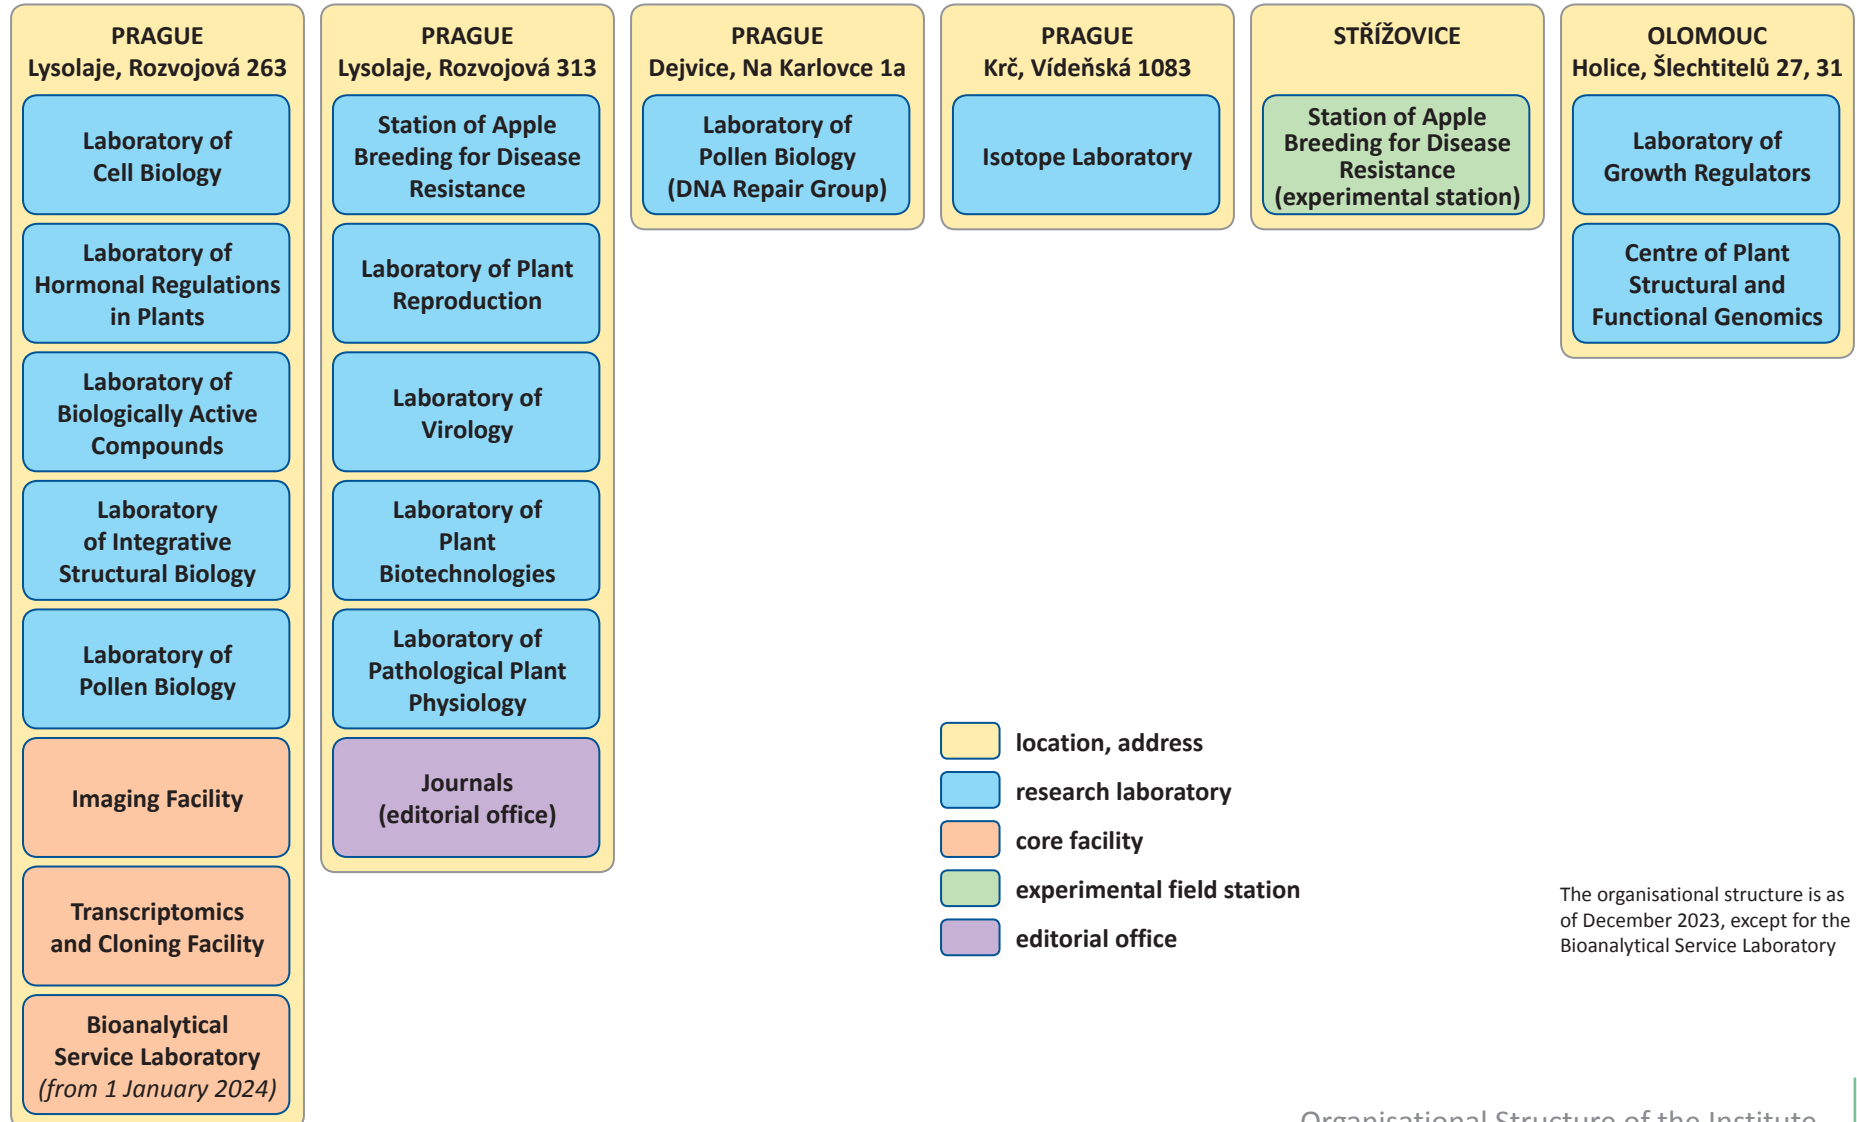 PRAGUE
Lysolaje, Rozvojová 263
Laboratory of
Cell Biology
Laboratory of
Hormonal Regulations
in Plants
Laboratory of
Biologically Active
Compounds
Laboratory
of Integrative
Structural Biology
Laboratory of
Pollen Biology
Imaging Facility
Transcriptomics
and Cloning Facility
Bioanalytical
Service Laboratory
(from 1 January 2024)
PRAGUE
Lysolaje, Rozvojová 313
Station of Apple
Breeding for Disease
Resistance
Laboratory of Plant
Reproduction
Laboratory of
Virology
Laboratory of
Plant
Biotechnologies
Laboratory of
Pathological Plant
Physiology
Journals
(editorial office)
PRAGUE
Dejvice, Na Karlovce 1a
Laboratory of
Pollen Biology
(DNA Repair Group)
PRAGUE
Krč, Vídeňská 1083
Isotope Laboratory
STŘÍŽOVICE
Station of Apple
Breeding for Disease
Resistance
(experimental station)
OLOMOUC
Holice, Šlechtitelů 27, 31
Laboratory of
Growth Regulators
Centre of Plant
Structural and
Functional Genomics
location, address
research laboratory
core facility
experimental field station
editorial office
The organisational structure is as
of December 2023, except for the
Bioanalytical Service Laboratory
Organisational Structure of the Institute